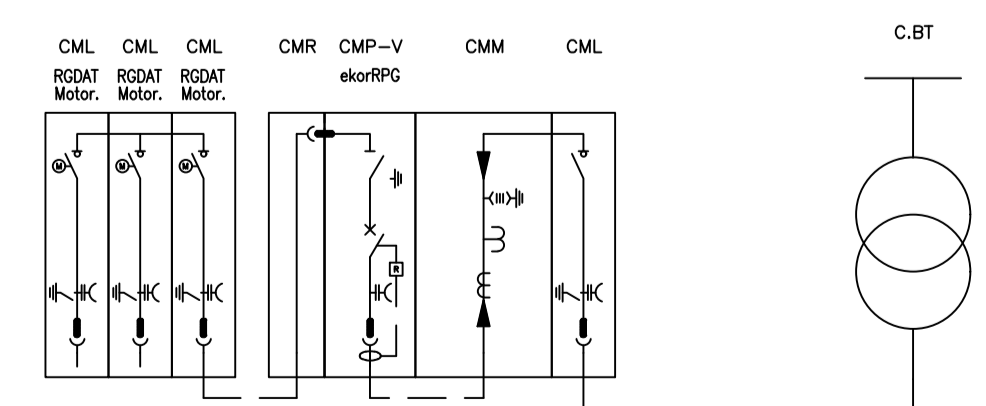 C.BT
CML CML CML CMR CMP-V CMM CML
RGDAT RGDAT RGDAT ekorRPG
Motor. Motor. Motor.
M M M
R